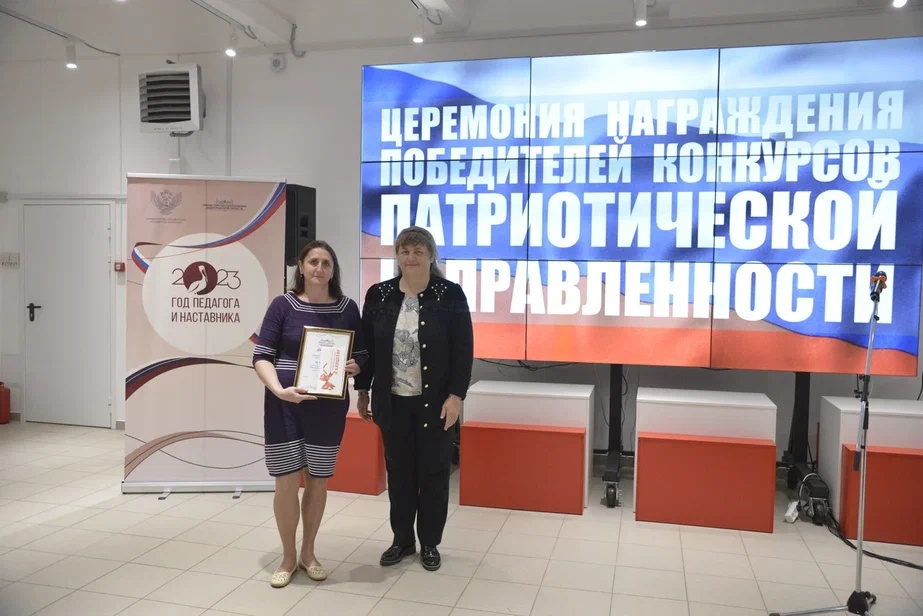 ЦЕРЕМОНИЯ НАГРАЖДЕНИЯ
ПОБЕДИТЕЛЕЙ КОНКУРСОВ
ПАТРИОТИЧЕСКОЙ
НАПРАВЛЕННОСТИ
2023
ГОД ПЕДАГОГА
И НАСТАВНИКА